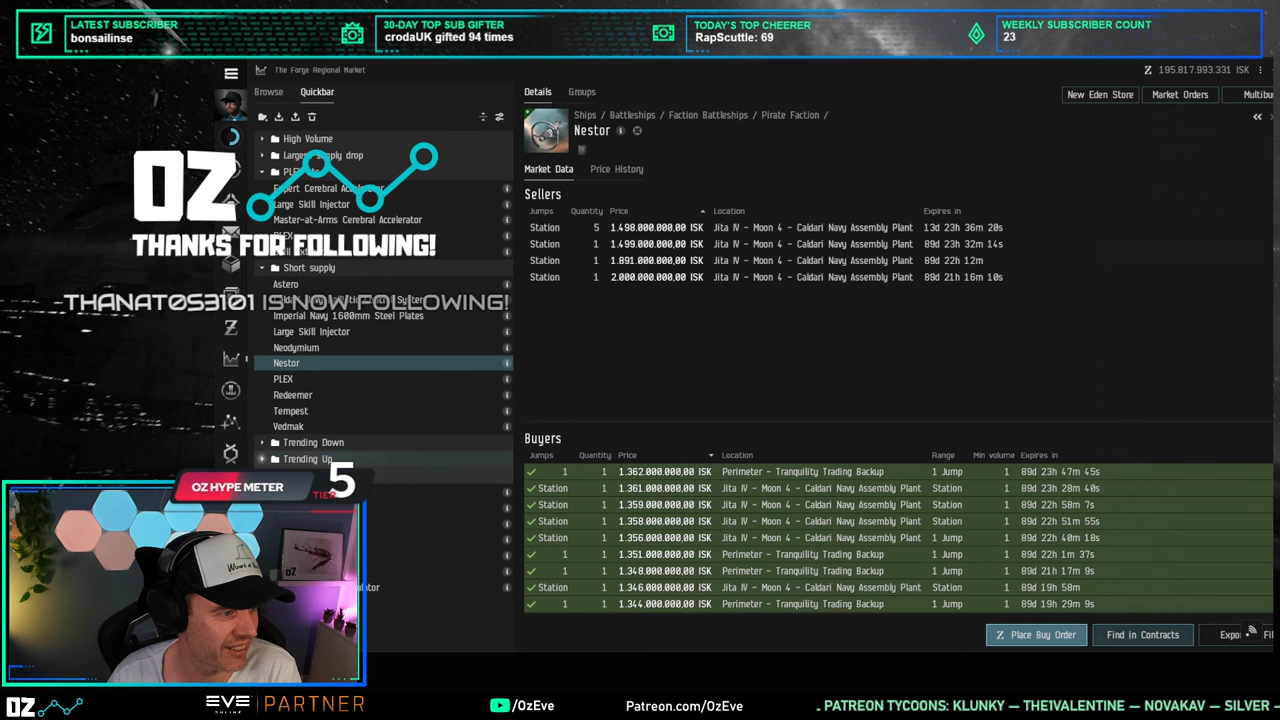 LATEST SUBSCRIBER
bonsailinse
30-DAY TOP SUB GIFTER
crodaUK gifted 94 times
TODAY'S TOP CHEERER
RapScuttle: 69
WEEKLY SUBSCRIBER COUNT
23
The Forge Regional Market
195.817.993.331 ISK
Browse Quickbar
High Volume
Large supply drop
Expert Cerebral Accelerator
Large Skill Injector
Master-at-Arms Cerebral Accelerator
Short supply
Astero
Imperial Navy 1600mm Steel Plates
Large Skill Injector
Neodymium
Nestor
PLEX
Redeemer
Tempest
Vedmak
Trending Down
Trending Up
OZ
THANKS FOR FOLLOWING!
THANATOS3101 IS NOW FOLLOWING!
Details Groups
New Eden Store Market Orders Multibu
Ships / Battleships / Faction Battleships / Pirate Faction /
Nestor
Market Data Price History
Sellers
Jumps Quantity Price Location Expires in
Station 5 1.498.000.000,00 ISK Jita IV - Moon 4 - Caldari Navy Assembly Plant 13d 23h 36m 20s
Station 1 1.499.000.000,00 ISK Jita IV - Moon 4 - Caldari Navy Assembly Plant 89d 23h 32m 14s
Station 1 1.891.000.000,00 ISK Jita IV - Moon 4 - Caldari Navy Assembly Plant 89d 22h 12m
Station 1 2.000.000.000,00 ISK Jita IV - Moon 4 - Caldari Navy Assembly Plant 89d 21h 16m 10s
Buyers
Jumps Quantity Price Location Range Min volume Expires in
1 1 1.362.000.000,00 ISK Perimeter - Tranquility Trading Backup 1 Jump 1 89d 23h 47m 45s
Station 1 1.361.000.000,00 ISK Jita IV - Moon 4 - Caldari Navy Assembly Plant Station 1 89d 23h 28m 40s
1 1 1.359.000.000,00 ISK Jita IV - Moon 4 - Caldari Navy Assembly Plant 1 Jump 1 89d 22h 58m 7s
Station 1 1.358.000.000,00 ISK Jita IV - Moon 4 - Caldari Navy Assembly Plant Station 1 89d 22h 51m 55s
Station 1 1.356.000.000,00 ISK Jita IV - Moon 4 - Caldari Navy Assembly Plant Station 1 89d 22h 40m 18s
1 1 1.351.000.000,00 ISK Perimeter - Tranquility Trading Backup 1 Jump 1 89d 22h 1m 37s
1 1 1.348.000.000,00 ISK Perimeter - Tranquility Trading Backup 1 Jump 1 89d 21h 17m 9s
Station 1 1.346.000.000,00 ISK Jita IV - Moon 4 - Caldari Navy Assembly Plant Station 1 89d 19h 58m
1 1 1.344.000.000,00 ISK Perimeter - Tranquility Trading Backup 1 Jump 1 89d 19h 29m 9s
Place Buy Order Find in Contracts Expo
OZ HYPE METER
TIER 5
OZ
EVE ONLINE | PARTNER
/OzEve
Patreon.com/OzEve
PATREON TYCOONS: KLUNKY — THE1VALENTINE — NOVAKAV — SILVER -